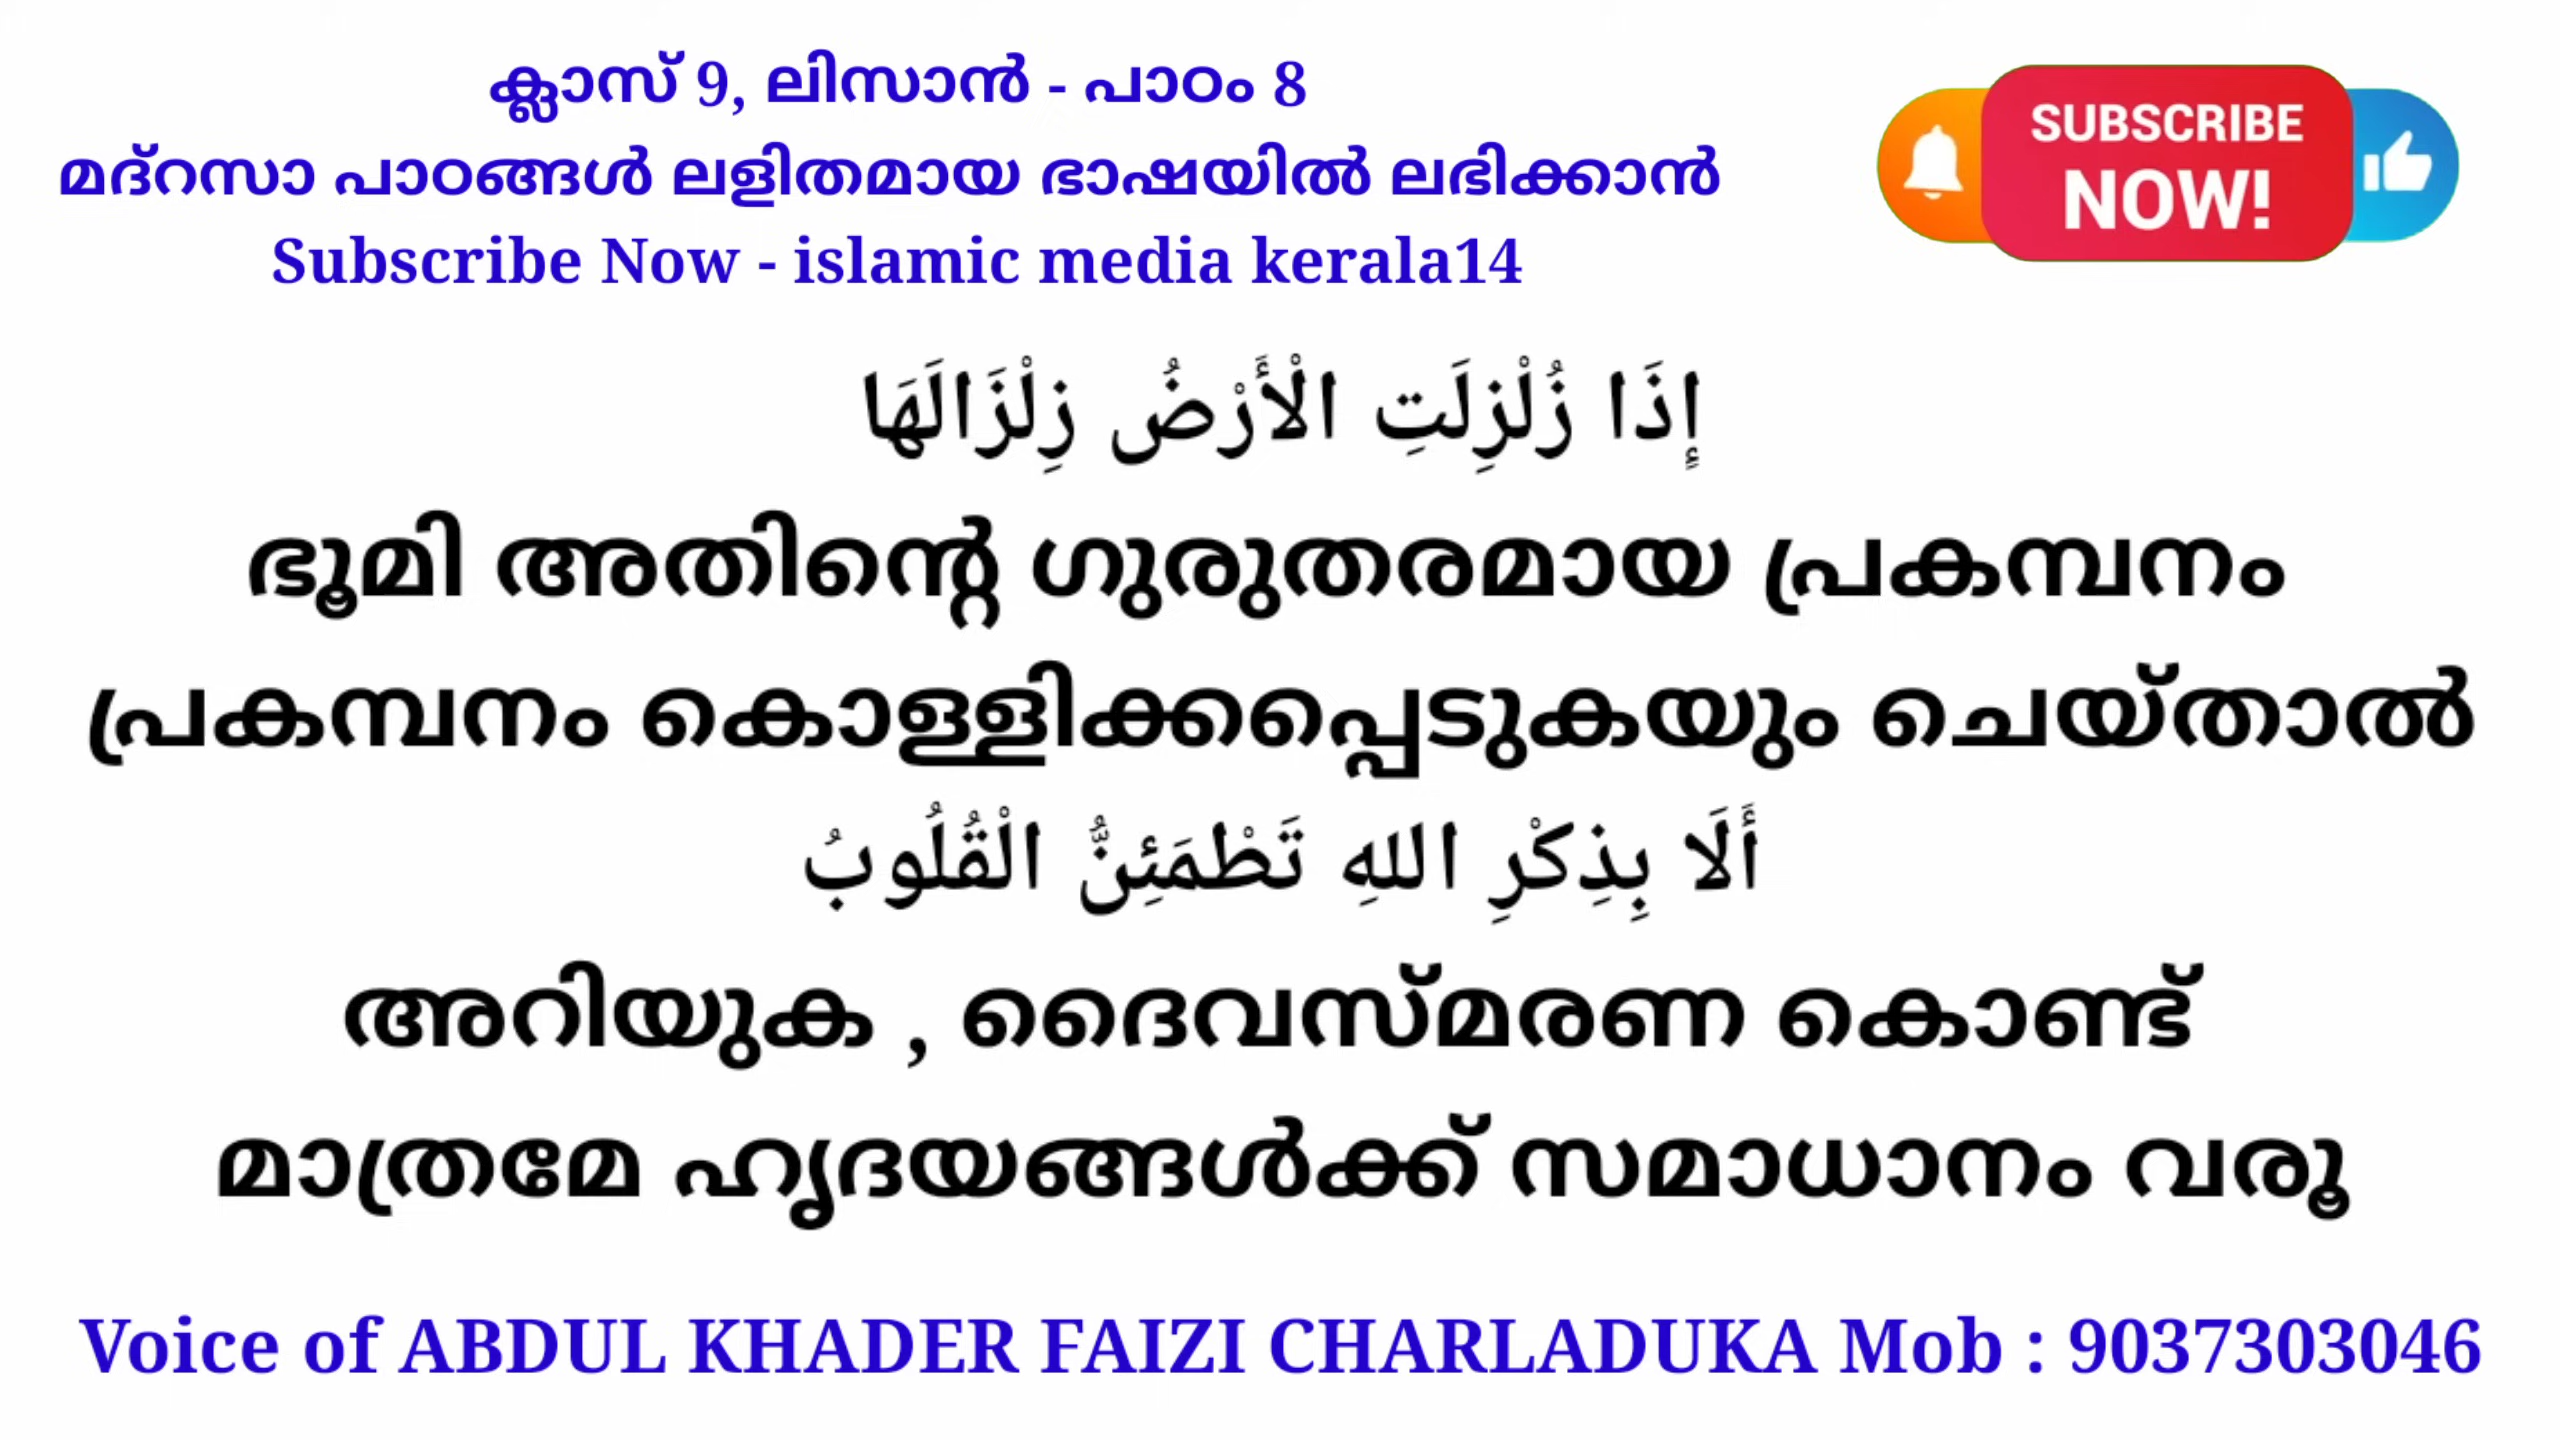 ക്ലാസ് 9, ലിസാൻ - പാഠം 8
മദ്റസാ പാഠങ്ങൾ ലളിതമായ ഭാഷയിൽ ലഭിക്കാൻ
Subscribe Now - islamic media kerala14
SUBSCRIBE
NOW!
إِذَا زُلْزِلَتِ الْأَرْضُ زِلْزَالَهَا
ഭൂമി അതിന്റെ ഗുരുതരമായ പ്രകമ്പനം
പ്രകമ്പനം കൊള്ളിക്കപ്പെടുകയും ചെയ്താൽ
أَلَا بِذِكْرِ اللهِ تَطْمَئِنُّ الْقُلُوبُ
അറിയുക , ദൈവസ്മരണ കൊണ്ട്
മാത്രമേ ഹൃദയങ്ങൾക്ക് സമാധാനം വരൂ
Voice of ABDUL KHADER FAIZI CHARLADUKA Mob : 9037303046